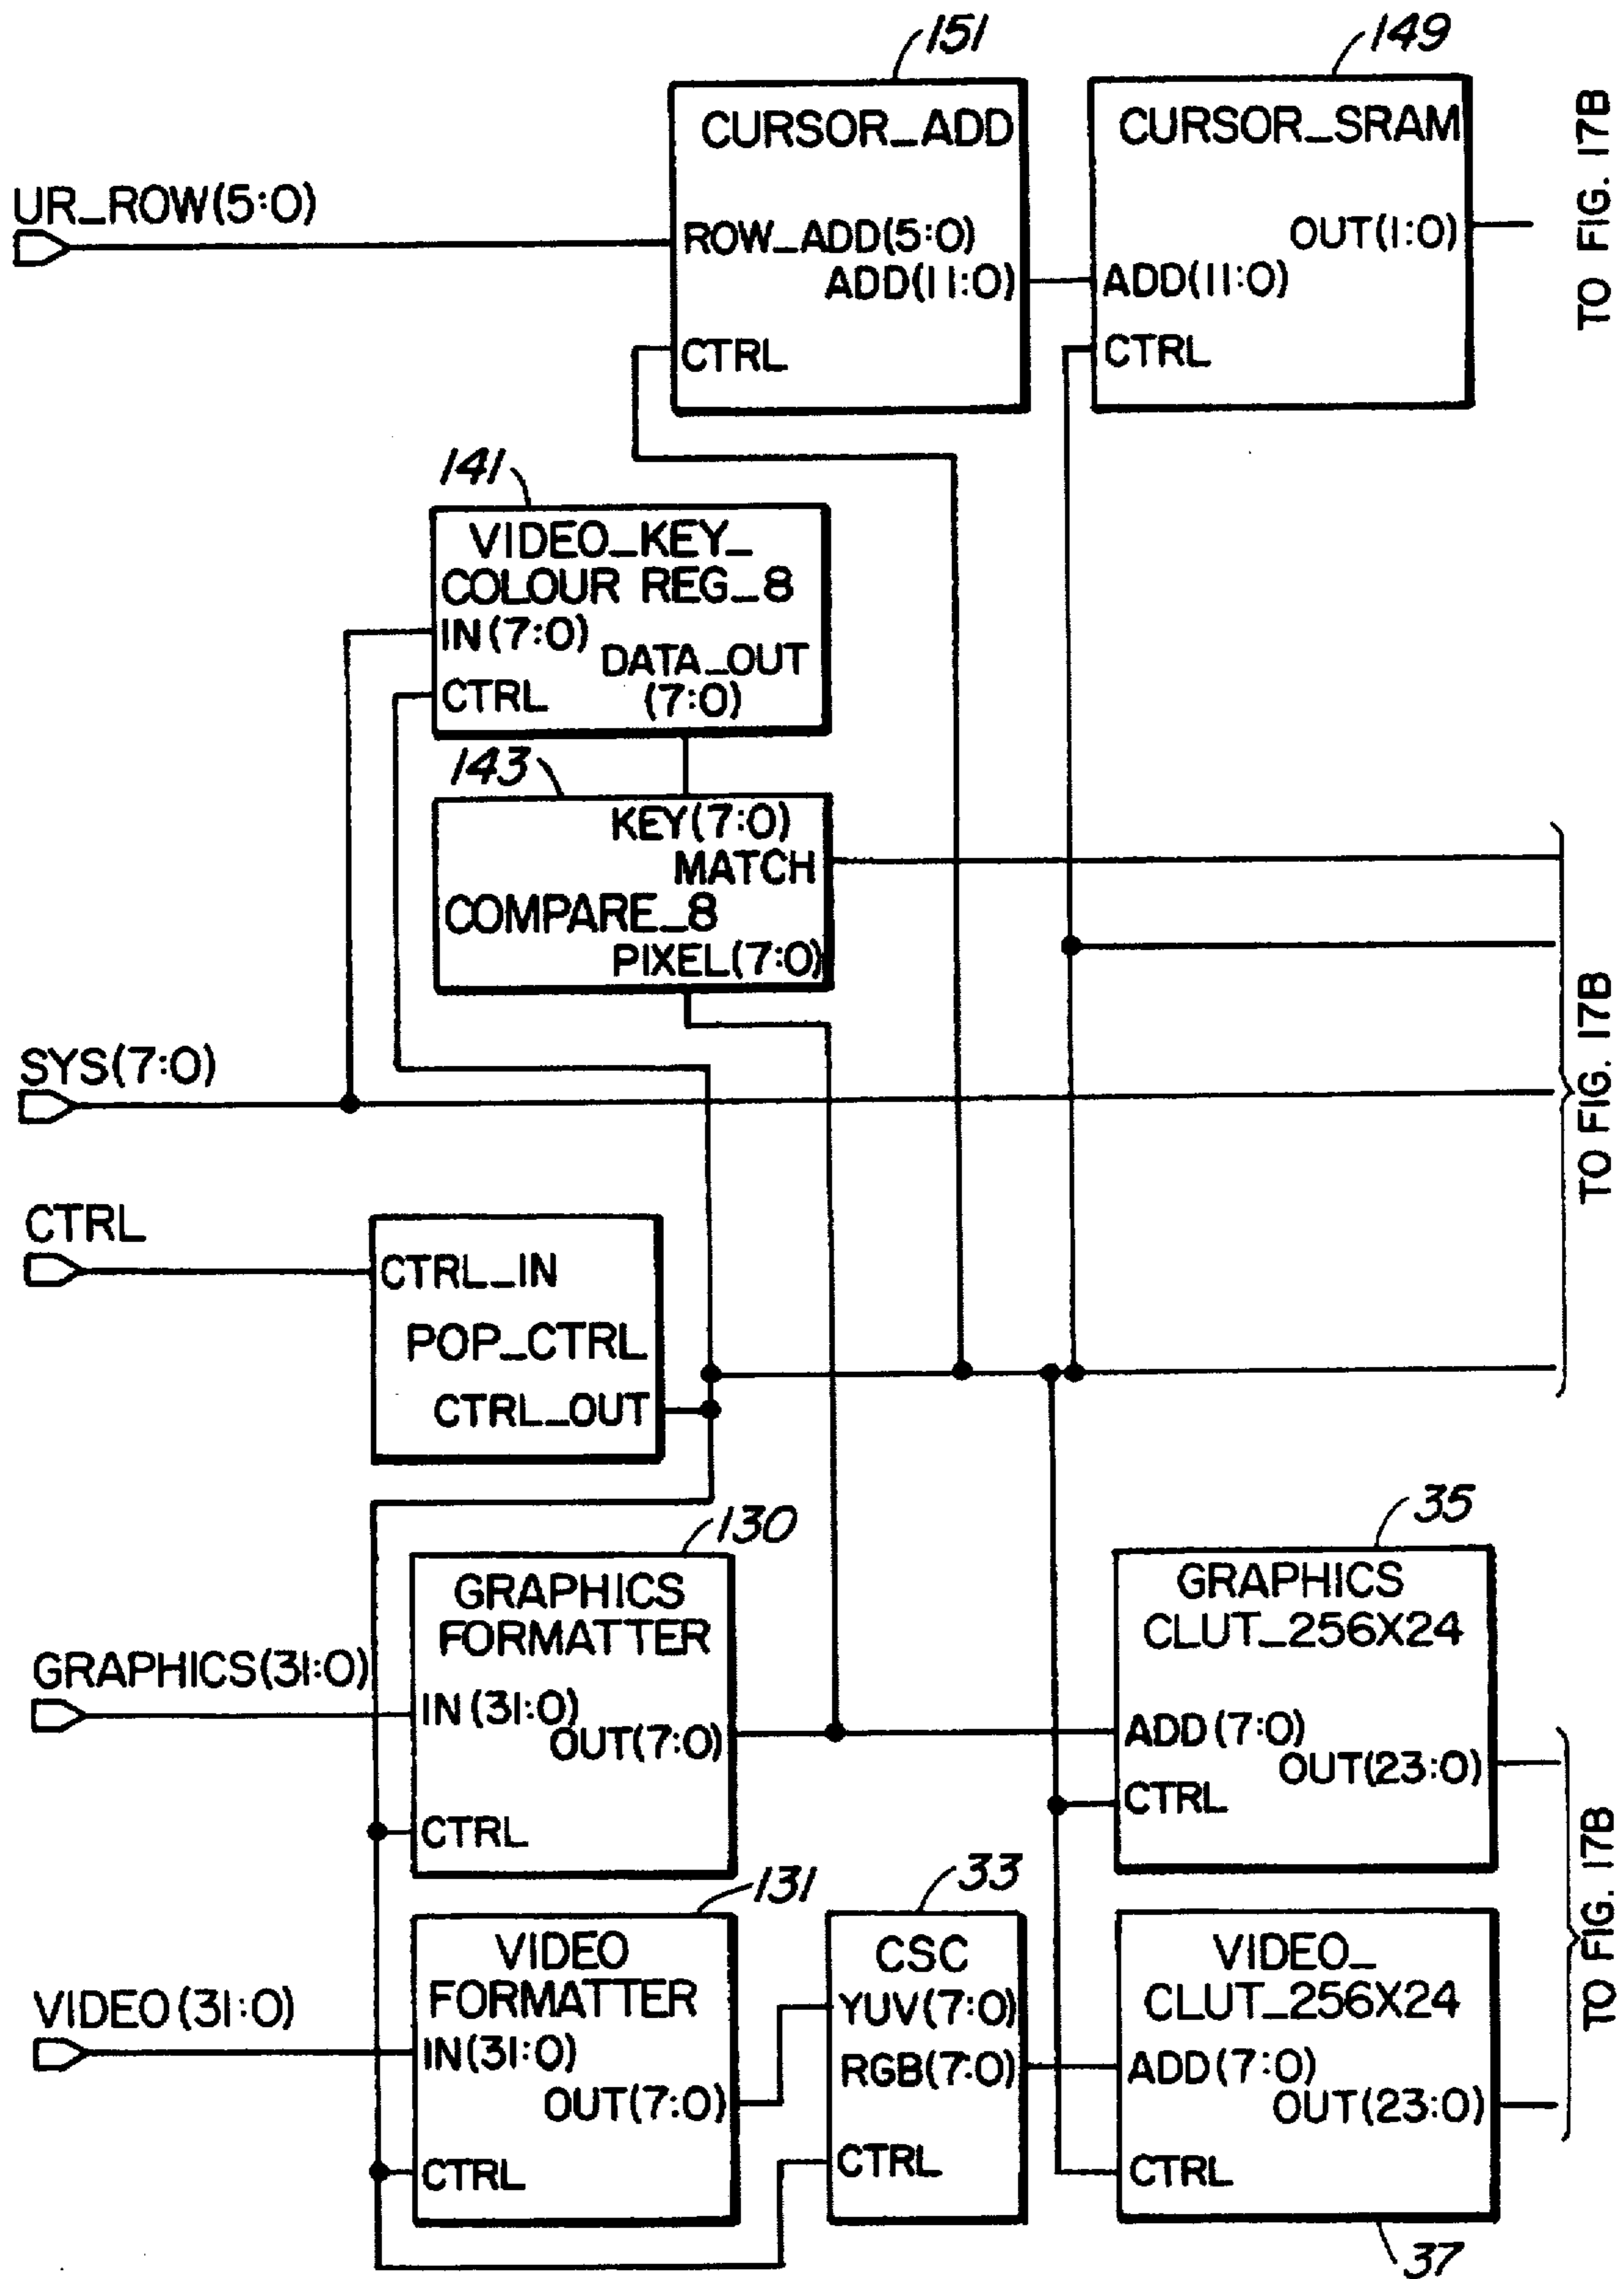 151
149
CURSOR_ADD
CURSOR_SRAM
UR_ROW(5:0)
ROW_ADD(5:0)
ADD(11:0)
CTRL
OUT(1:0)
ADD(11:0)
CTRL
TO FIG. 17B
141
VIDEO_KEY_
COLOUR REG_8
IN(7:0)
DATA_OUT
(7:0)
CTRL
143
KEY(7:0)
MATCH
COMPARE_8
PIXEL(7:0)
SYS(7:0)
TO FIG. 17B
CTRL
CTRL_IN
POP_CTRL
CTRL_OUT
130
GRAPHICS
FORMATTER
GRAPHICS(31:0)
IN(31:0)
OUT(7:0)
CTRL
35
GRAPHICS
CLUT_256X24
ADD(7:0)
OUT(23:0)
CTRL
131
VIDEO
FORMATTER
VIDEO(31:0)
IN(31:0)
OUT(7:0)
CTRL
33
CSC
YUV(7:0)
RGB(7:0)
CTRL
VIDEO_
CLUT_256X24
ADD(7:0)
OUT(23:0)
CTRL
37
TO FIG. 17B